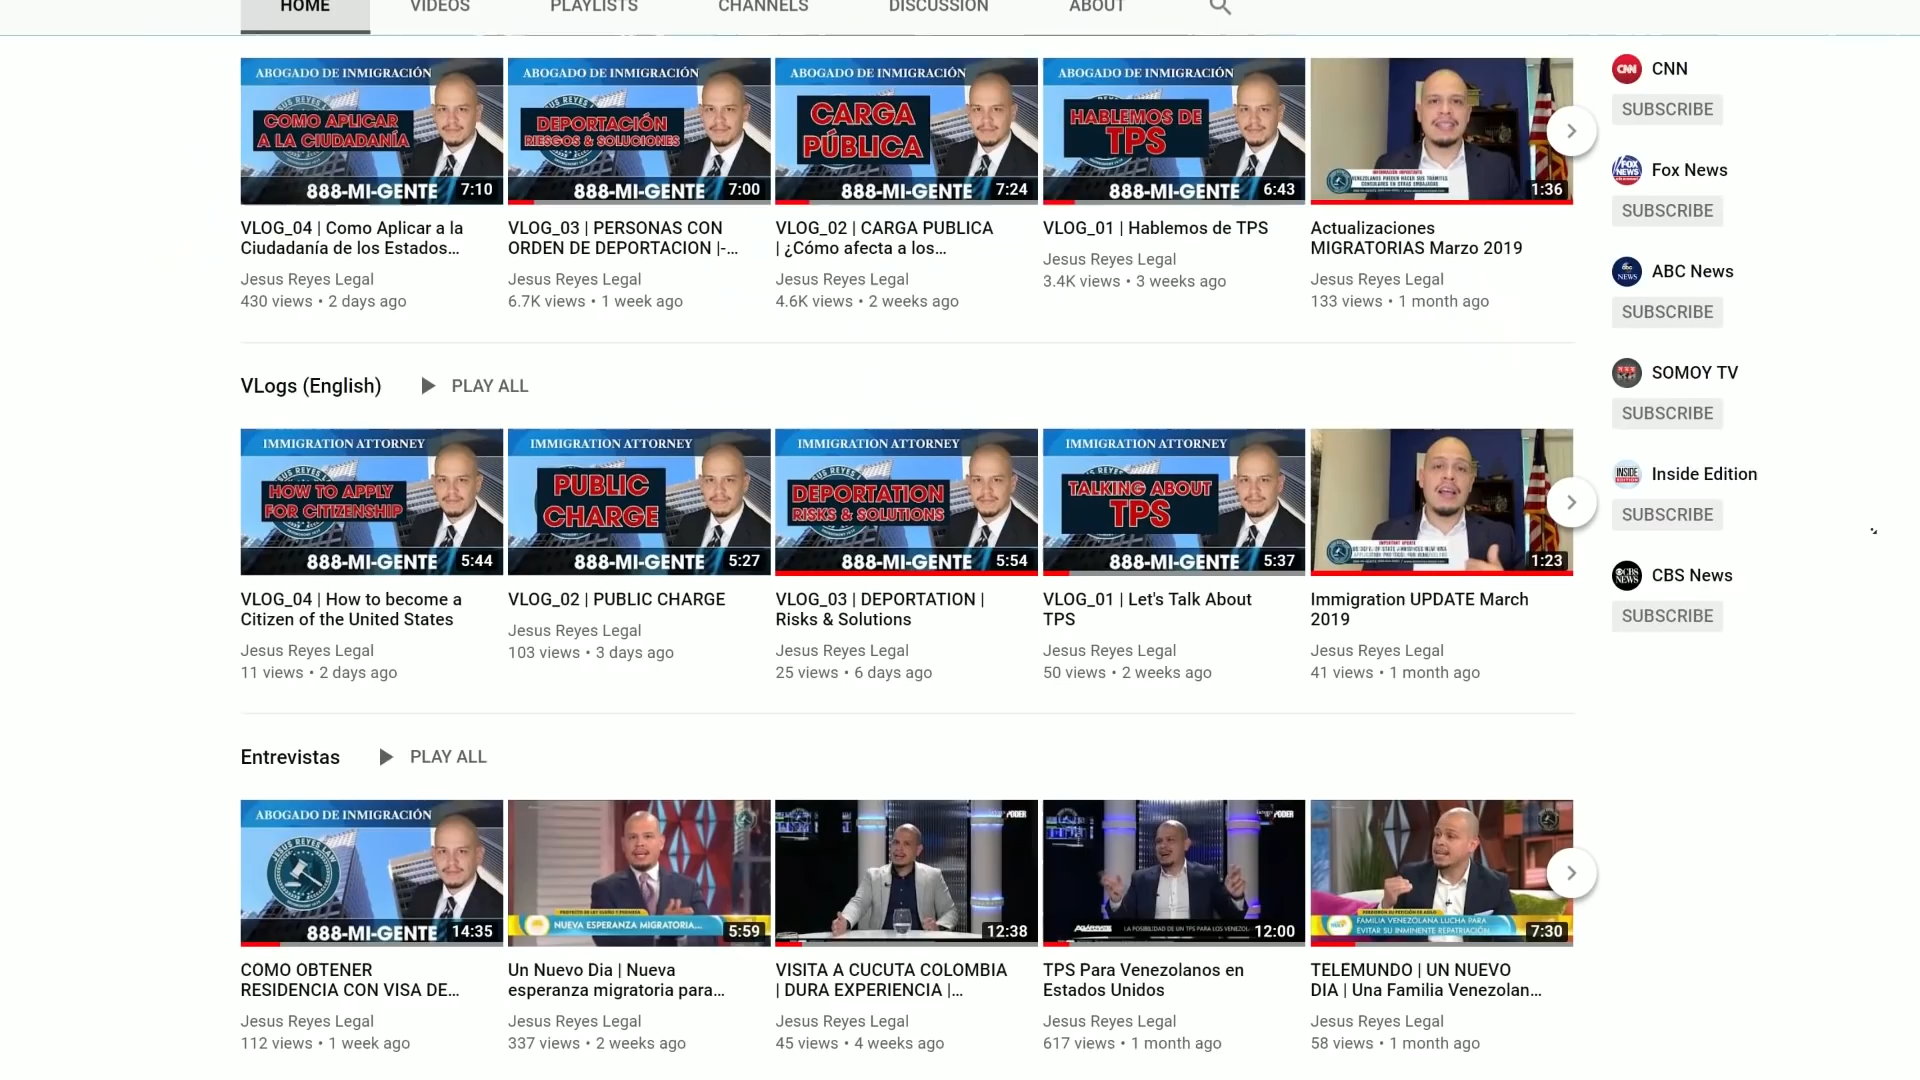 HOME VIDEOS PLAYLISTS CHANNELS DISCUSSION ABOUT
ABOGADO DE INMIGRACIÓN
COMO APLICAR
A LA CIUDADANÍA
888-MI-GENTE 7:10
VLOG_04 | Como Aplicar a la
Ciudadanía de los Estados...
Jesus Reyes Legal
430 views • 2 days ago
ABOGADO DE INMIGRACIÓN
DEPORTACIÓN
RIESGOS & SOLUCIONES
888-MI-GENTE 7:00
VLOG_03 | PERSONAS CON
ORDEN DE DEPORTACION |-...
Jesus Reyes Legal
6.7K views • 1 week ago
ABOGADO DE INMIGRACIÓN
CARGA
PÚBLICA
888-MI-GENTE 7:24
VLOG_02 | CARGA PUBLICA
| ¿Cómo afecta a los...
Jesus Reyes Legal
4.6K views • 2 weeks ago
ABOGADO DE INMIGRACIÓN
HABLEMOS DE
TPS
888-MI-GENTE 6:43
VLOG_01 | Hablemos de TPS
Jesus Reyes Legal
3.4K views • 3 weeks ago
1:36
Actualizaciones
MIGRATORIAS Marzo 2019
Jesus Reyes Legal
133 views • 1 month ago
VLogs (English) PLAY ALL
IMMIGRATION ATTORNEY
HOW TO APPLY
FOR CITIZENSHIP
888-MI-GENTE 5:44
VLOG_04 | How to become a
Citizen of the United States
Jesus Reyes Legal
11 views • 2 days ago
IMMIGRATION ATTORNEY
PUBLIC
CHARGE
888-MI-GENTE 5:27
VLOG_02 | PUBLIC CHARGE
Jesus Reyes Legal
103 views • 3 days ago
IMMIGRATION ATTORNEY
DEPORTATION
RISKS & SOLUTIONS
888-MI-GENTE 5:54
VLOG_03 | DEPORTATION |
Risks & Solutions
Jesus Reyes Legal
25 views • 6 days ago
IMMIGRATION ATTORNEY
TALKING ABOUT
TPS
888-MI-GENTE 5:37
VLOG_01 | Let's Talk About
TPS
Jesus Reyes Legal
50 views • 2 weeks ago
1:23
Immigration UPDATE March
2019
Jesus Reyes Legal
41 views • 1 month ago
Entrevistas PLAY ALL
ABOGADO DE INMIGRACIÓN
JESUS REYES LAW
888-MI-GENTE 14:35
COMO OBTENER
RESIDENCIA CON VISA DE...
Jesus Reyes Legal
112 views • 1 week ago
NUEVA ESPERANZA MIGRATORIA...
5:59
Un Nuevo Dia | Nueva
esperanza migratoria para...
Jesus Reyes Legal
337 views • 2 weeks ago
12:38
VISITA A CUCUTA COLOMBIA
| DURA EXPERIENCIA |...
Jesus Reyes Legal
45 views • 4 weeks ago
LA POSIBILIDAD DE UN TPS PARA LOS
12:00
TPS Para Venezolanos en
Estados Unidos
Jesus Reyes Legal
617 views • 1 month ago
FAMILIA VENEZOLANA LUCHA PARA
EVITAR SU INMINENTE REPATRIACIÓN
7:30
TELEMUNDO | UN NUEVO
DIA | Una Familia Venezolan...
Jesus Reyes Legal
58 views • 1 month ago
CNN
SUBSCRIBE
Fox News
SUBSCRIBE
ABC News
SUBSCRIBE
SOMOY TV
SUBSCRIBE
Inside Edition
SUBSCRIBE
CBS News
SUBSCRIBE